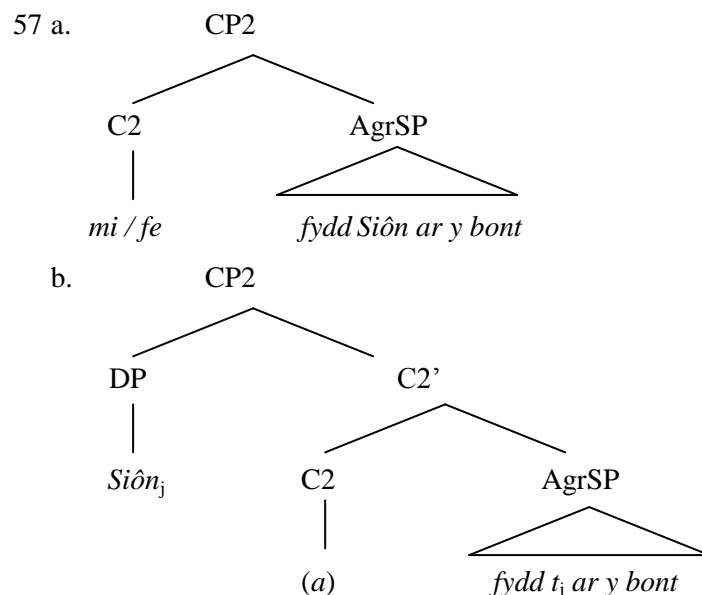 57 a. CP2
C2 AgrSP
mi / fe fydd Siôn ar y bont
b. CP2
DP C2’
Siônj C2 AgrSP
(a) fydd tj ar y bont